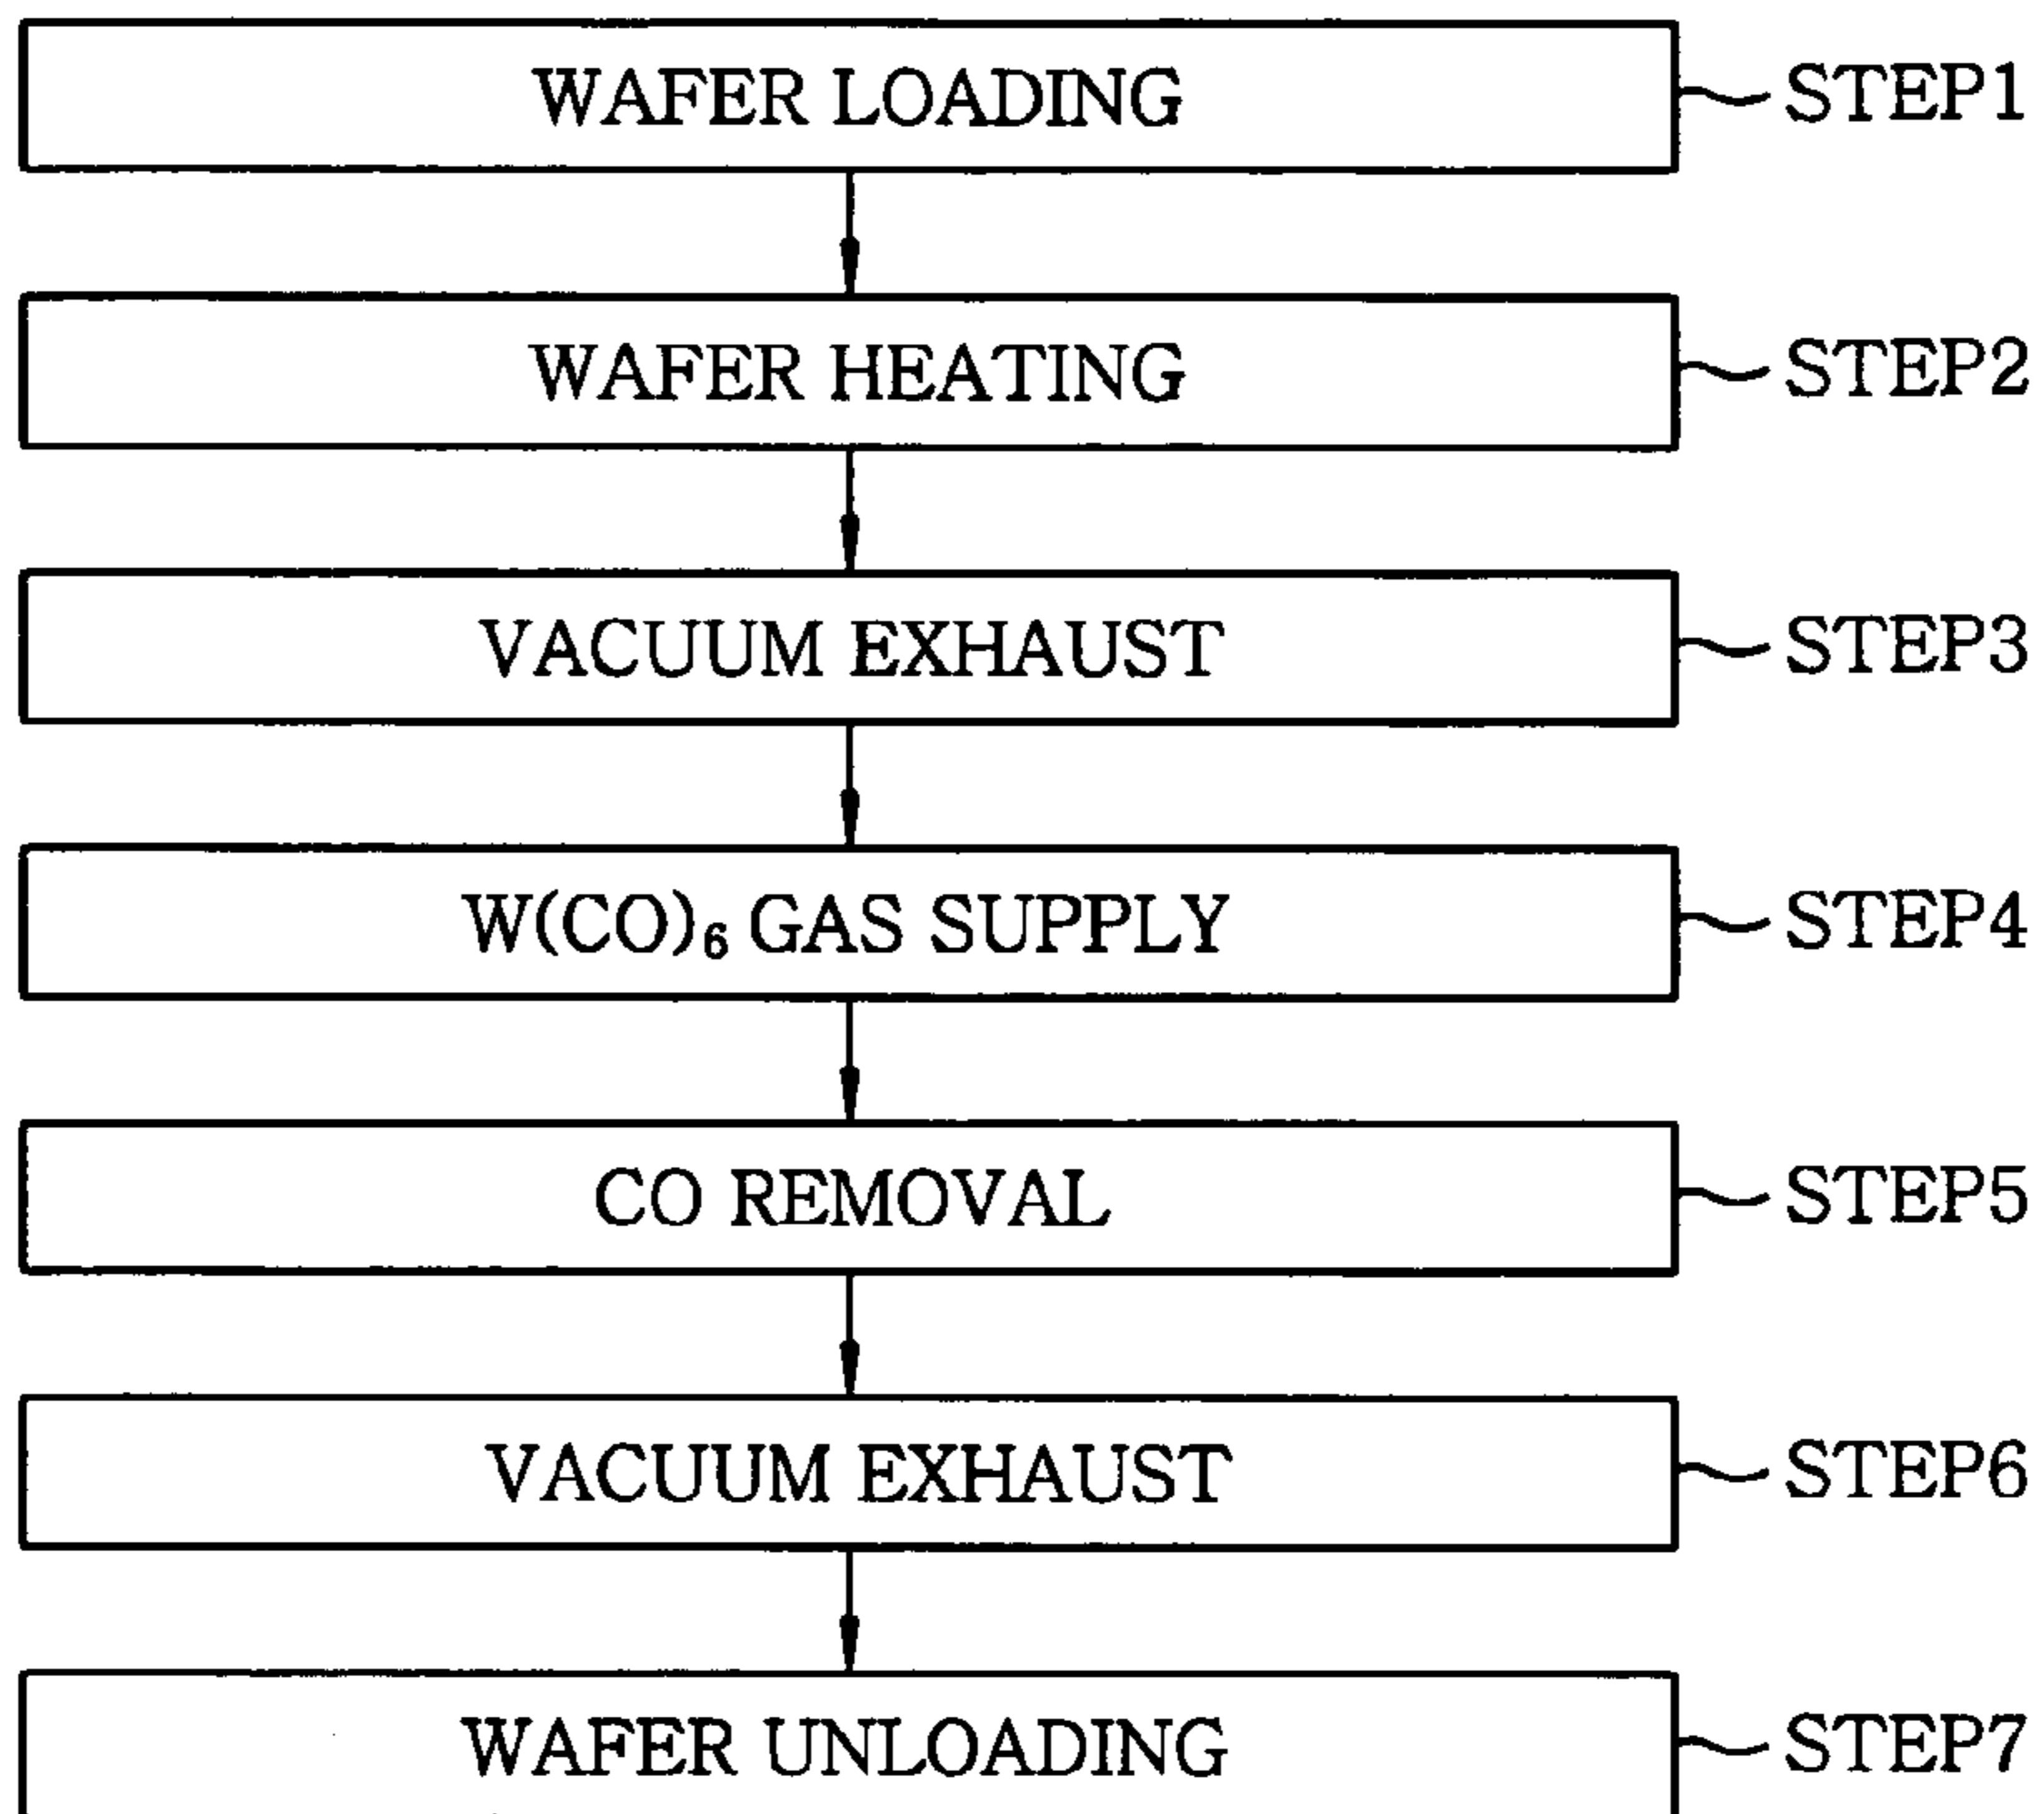 WAFER LOADING STEP1
WAFER HEATING STEP2
VACUUM EXHAUST STEP3
W(CO)₆ GAS SUPPLY STEP4
CO REMOVAL STEP5
VACUUM EXHAUST STEP6
WAFER UNLOADING STEP7